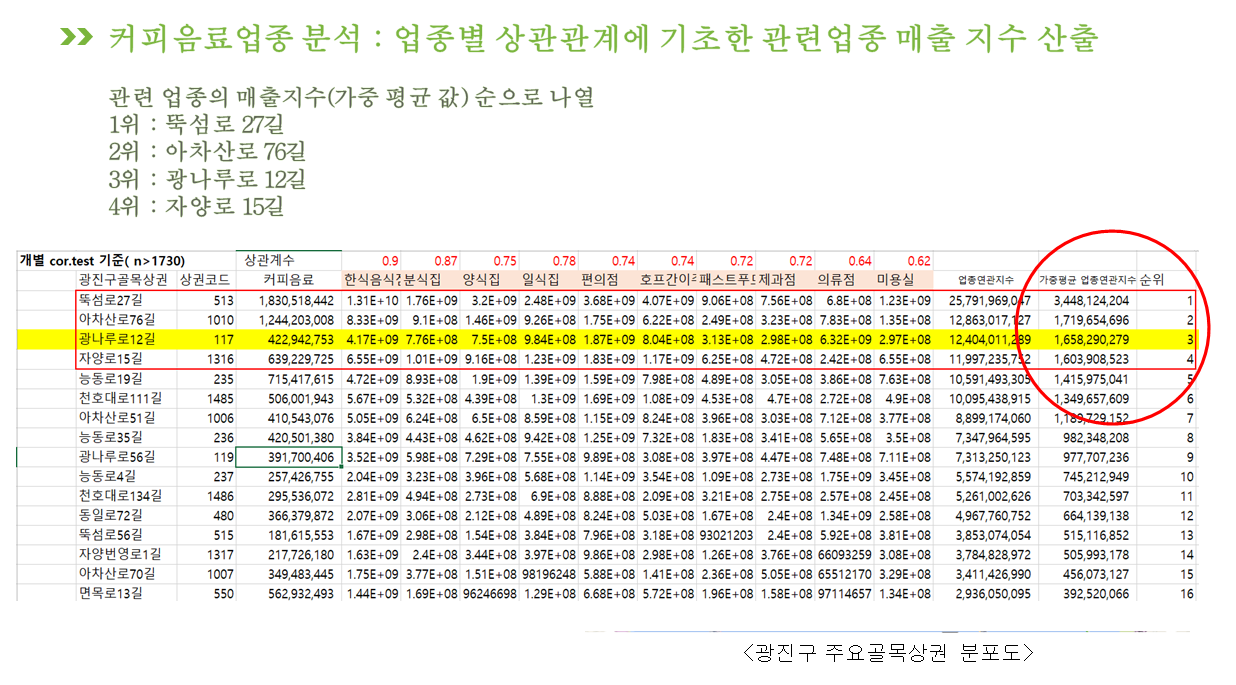 커피음료업종 분석 : 업종별 상관관계에 기초한 관련업종 매출 지수 산출
관련 업종의 매출지수(가중 평균 값) 순으로 나열
1위 : 뚝섬로 27길
2위 : 아차산로 76길
3위 : 광나루로 12길
4위 : 자양로 15길
개별 cor.test 기준( n>1730) 상관계수 0.9 0.87 0.75 0.78 0.74 0.74 0.72 0.72 0.64 0.62
광진구골목상권 상권코드 커피음료 한식음식점 분식집 양식집 일식집 편의점 호프간이주 패스트푸드 제과점 의류점 미용실 업종연관지수 가중평균 업종연관지수 순위
뚝섬로27길 513 1,830,518,442 1.31E+10 1.76E+09 3.2E+09 2.48E+09 3.68E+09 4.07E+09 9.06E+08 7.56E+08 6.8E+08 1.23E+09 25,791,969,047 3,448,124,204 1
아차산로76길 1010 1,244,203,008 8.33E+09 9.1E+08 1.46E+09 9.26E+08 1.75E+09 6.22E+08 2.49E+08 3.23E+08 7.83E+08 1.35E+08 12,863,017,127 1,719,654,696 2
광나루로12길 117 422,942,753 4.17E+09 7.76E+08 7.5E+08 9.84E+08 1.87E+09 8.04E+08 3.13E+08 2.98E+08 6.32E+09 2.97E+08 12,404,011,289 1,658,290,279 3
자양로15길 1316 639,229,725 6.55E+09 1.01E+09 9.16E+08 1.23E+09 1.83E+09 1.17E+09 6.25E+08 4.72E+08 2.42E+08 6.55E+08 11,997,235,752 1,603,908,523 4
능동로19길 235 715,417,615 4.72E+09 8.93E+08 1.9E+09 1.39E+09 1.59E+09 7.98E+08 4.89E+08 3.05E+08 3.86E+08 7.63E+08 10,591,493,305 1,415,975,041 5
천호대로111길 1485 506,001,943 5.67E+09 5.32E+08 4.39E+08 1.3E+09 1.69E+09 1.08E+09 4.53E+08 4.7E+08 2.72E+08 4.9E+08 10,095,438,915 1,349,657,609 6
아차산로51길 1006 410,543,076 5.05E+09 6.24E+08 6.5E+08 8.59E+08 1.15E+09 8.24E+08 3.96E+08 3.03E+08 7.12E+08 3.77E+08 8,899,174,060 1,189,729,152 7
능동로35길 236 420,501,380 3.84E+09 4.43E+08 4.62E+08 9.42E+08 1.25E+09 7.32E+08 1.83E+08 3.41E+08 5.65E+08 3.5E+08 7,347,964,595 982,348,208 8
광나루로56길 119 391,700,406 3.52E+09 5.98E+08 7.29E+08 7.55E+08 9.89E+08 3.08E+08 3.97E+08 4.47E+08 7.48E+08 7.11E+08 7,313,250,123 977,707,236 9
능동로4길 237 257,426,755 2.04E+09 3.23E+08 3.96E+08 5.68E+08 1.14E+09 3.54E+08 1.09E+08 2.73E+08 1.75E+09 3.45E+08 5,574,192,859 745,212,949 10
천호대로134길 1486 295,536,072 2.81E+09 4.94E+08 2.73E+08 6.9E+08 8.88E+08 2.09E+08 3.21E+08 2.75E+08 2.57E+08 2.45E+08 5,261,002,626 703,342,597 11
동일로72길 480 366,379,872 2.07E+09 3.06E+08 2.12E+08 4.89E+08 8.24E+08 5.03E+08 1.67E+08 2.4E+08 1.34E+09 2.58E+08 4,967,760,752 664,139,138 12
뚝섬로56길 515 181,615,553 1.67E+09 2.98E+08 1.54E+08 3.84E+08 7.96E+08 3.18E+08 93021203 2.4E+08 5.92E+08 3.81E+08 3,853,074,054 515,116,852 13
자양번영로1길 1317 217,726,180 1.63E+09 2.4E+08 3.44E+08 3.97E+08 9.86E+08 2.98E+08 1.26E+08 3.76E+08 66093259 3.08E+08 3,784,828,972 505,993,178 14
아차산로70길 1007 349,483,445 1.75E+09 3.77E+08 1.51E+08 98196248 5.88E+08 1.41E+08 2.36E+08 5.05E+08 65512170 3.29E+08 3,411,426,990 456,073,127 15
면목로13길 550 562,932,493 1.44E+09 1.69E+08 96246698 1.29E+08 6.68E+08 5.72E+08 1.96E+08 1.58E+08 97114657 1.34E+08 2,936,050,095 392,520,066 16
<광진구 주요골목상권 분포도>